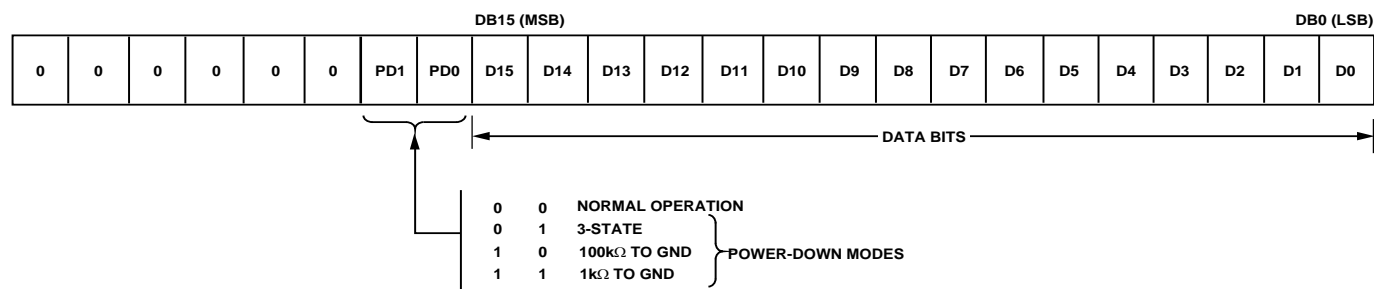 DB15 (MSB) DB0 (LSB)
0 0 0 0 0 0 PD1 PD0 D15 D14 D13 D12 D11 D10 D9 D8 D7 D6 D5 D4 D3 D2 D1 D0
DATA BITS
0 0 NORMAL OPERATION
0 1 3-STATE
1 0 100kΩ TO GND
1 1 1kΩ TO GND
POWER-DOWN MODES